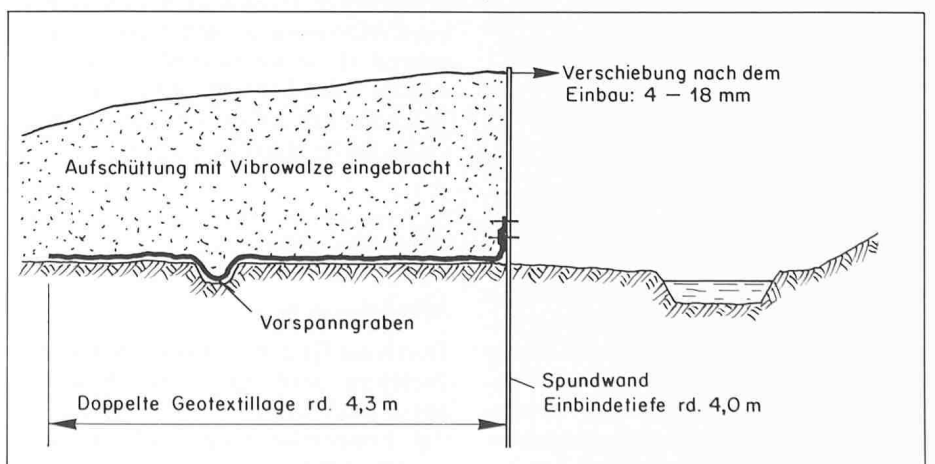 Verschiebung nach dem
Einbau: 4 – 18 mm
Aufschüttung mit Vibrowalze eingebracht
Vorspanngraben
Spundwand
Einbindetiefe rd. 4,0 m
Doppelte Geotextillage rd. 4,3 m